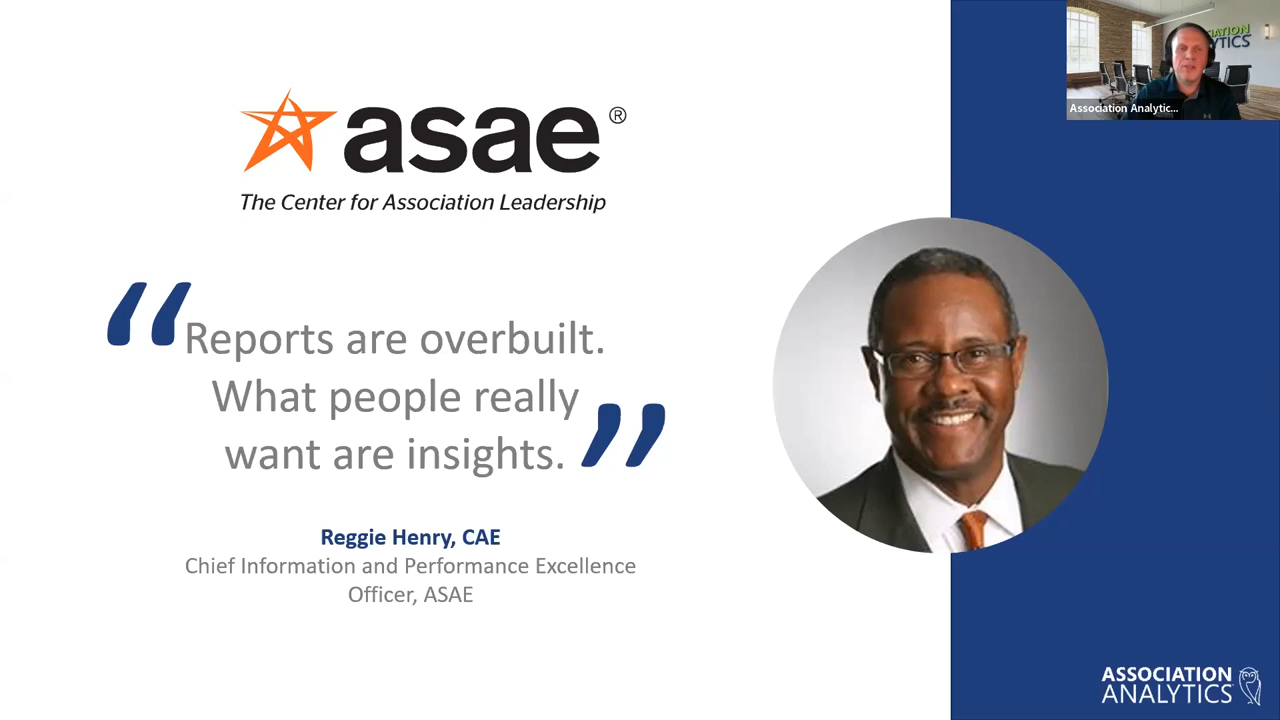 asae®
The Center for Association Leadership
“Reports are overbuilt.
What people really
want are insights.”
Reggie Henry, CAE
Chief Information and Performance Excellence
Officer, ASAE
Association Analytic...
ASSOCIATION
ANALYTICS